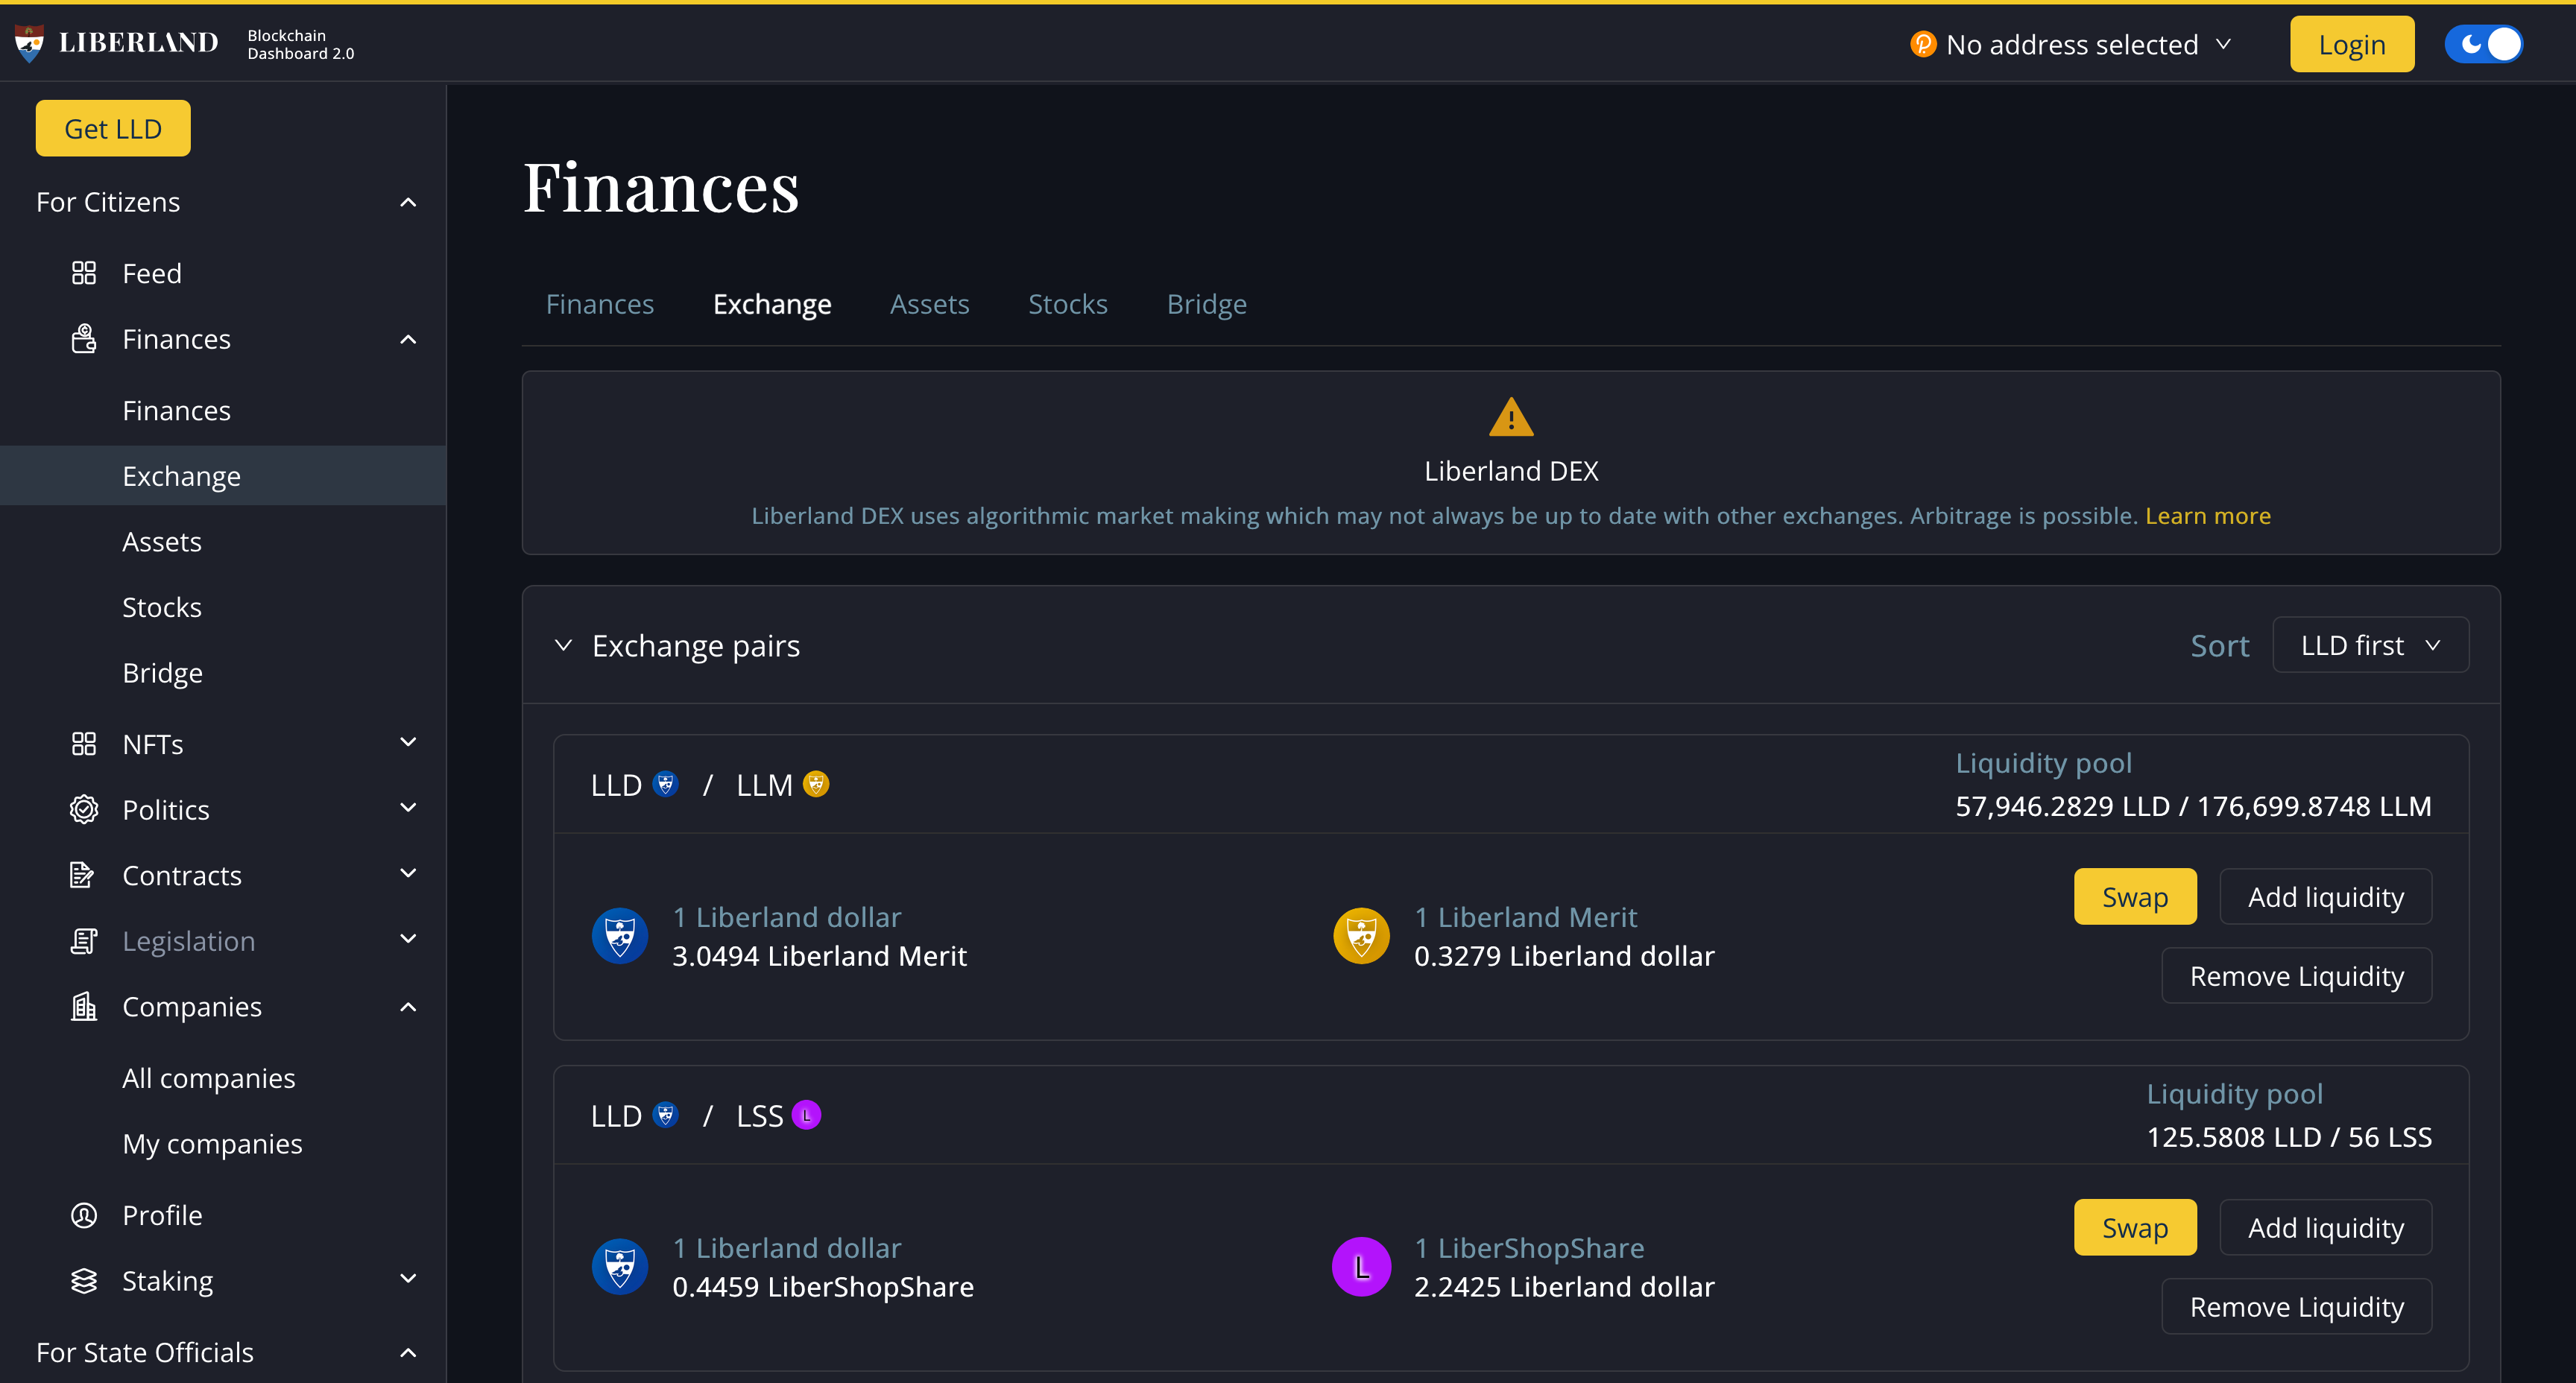 LIBERLAND
Blockchain
Dashboard 2.0
No address selected
Login
Get LLD
For Citizens
Feed
Finances
Finances
Exchange
Assets
Stocks
Bridge
NFTs
Politics
Contracts
Legislation
Companies
All companies
My companies
Profile
Staking
For State Officials
Finances
Finances
Exchange
Assets
Stocks
Bridge
Liberland DEX
Liberland DEX uses algorithmic market making which may not always be up to date with other exchanges. Arbitrage is possible. Learn more
Exchange pairs
Sort
LLD first
LLD / LLM
Liquidity pool
57,946.2829 LLD / 176,699.8748 LLM
1 Liberland dollar
3.0494 Liberland Merit
1 Liberland Merit
0.3279 Liberland dollar
Swap
Add liquidity
Remove Liquidity
LLD / LSS L
Liquidity pool
125.5808 LLD / 56 LSS
1 Liberland dollar
0.4459 LiberShopShare
L
1 LiberShopShare
2.2425 Liberland dollar
Swap
Add liquidity
Remove Liquidity